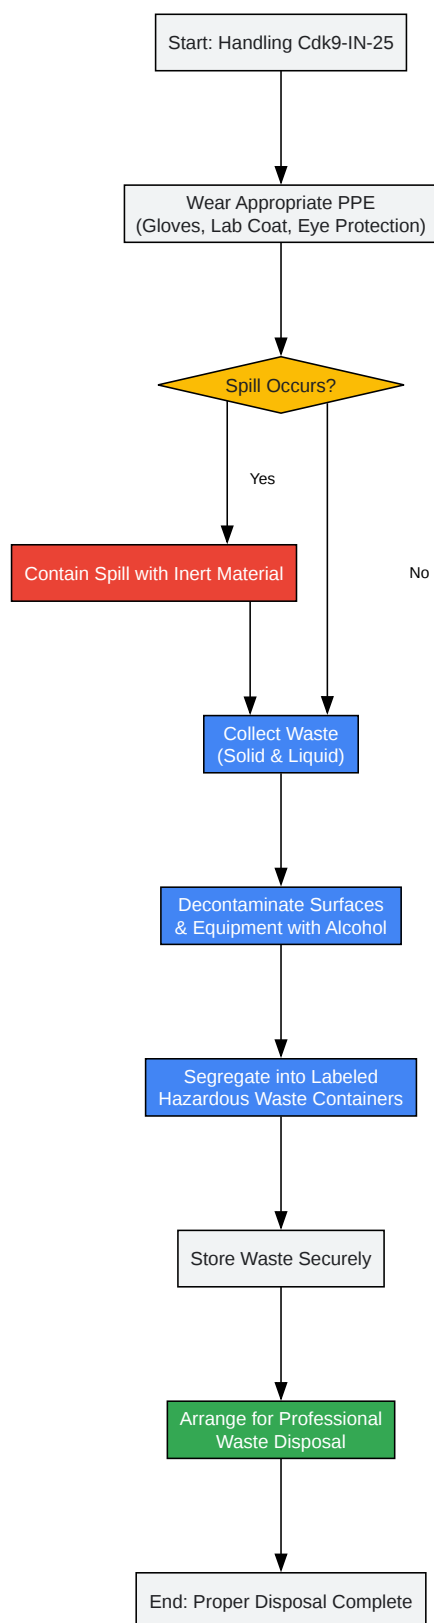 Start: Handling Cdk9-IN-25
Wear Appropriate PPE
(Gloves, Lab Coat, Eye Protection)
Spill Occurs?
Yes
Contain Spill with Inert Material
No
Collect Waste
(Solid & Liquid)
Decontaminate Surfaces
& Equipment with Alcohol
Segregate into Labeled
Hazardous Waste Containers
Store Waste Securely
Arrange for Professional
Waste Disposal
End: Proper Disposal Complete